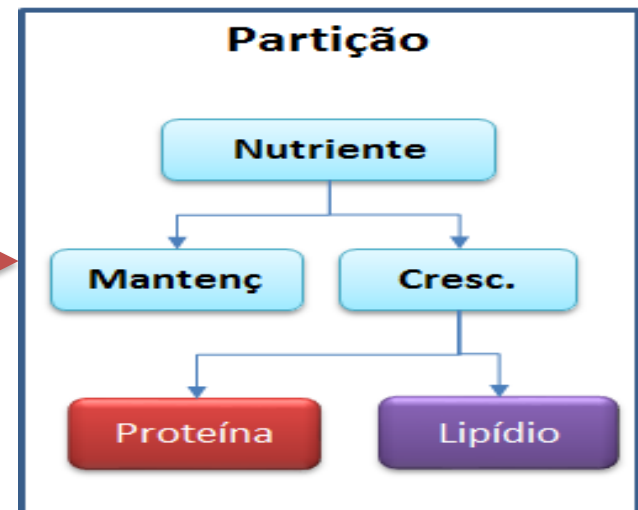 Partição
Nutriente
Mantenç
Cresc.
Proteína
Lipídio